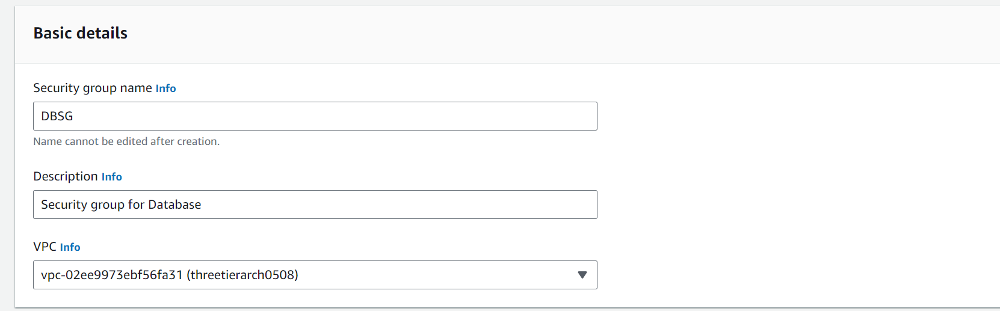 Basic details
Security group name Info
DBSG
Name cannot be edited after creation.
Description Info
Security group for Database
VPC Info
vpc-02ee9973ebf56fa31 (threetierarch0508)